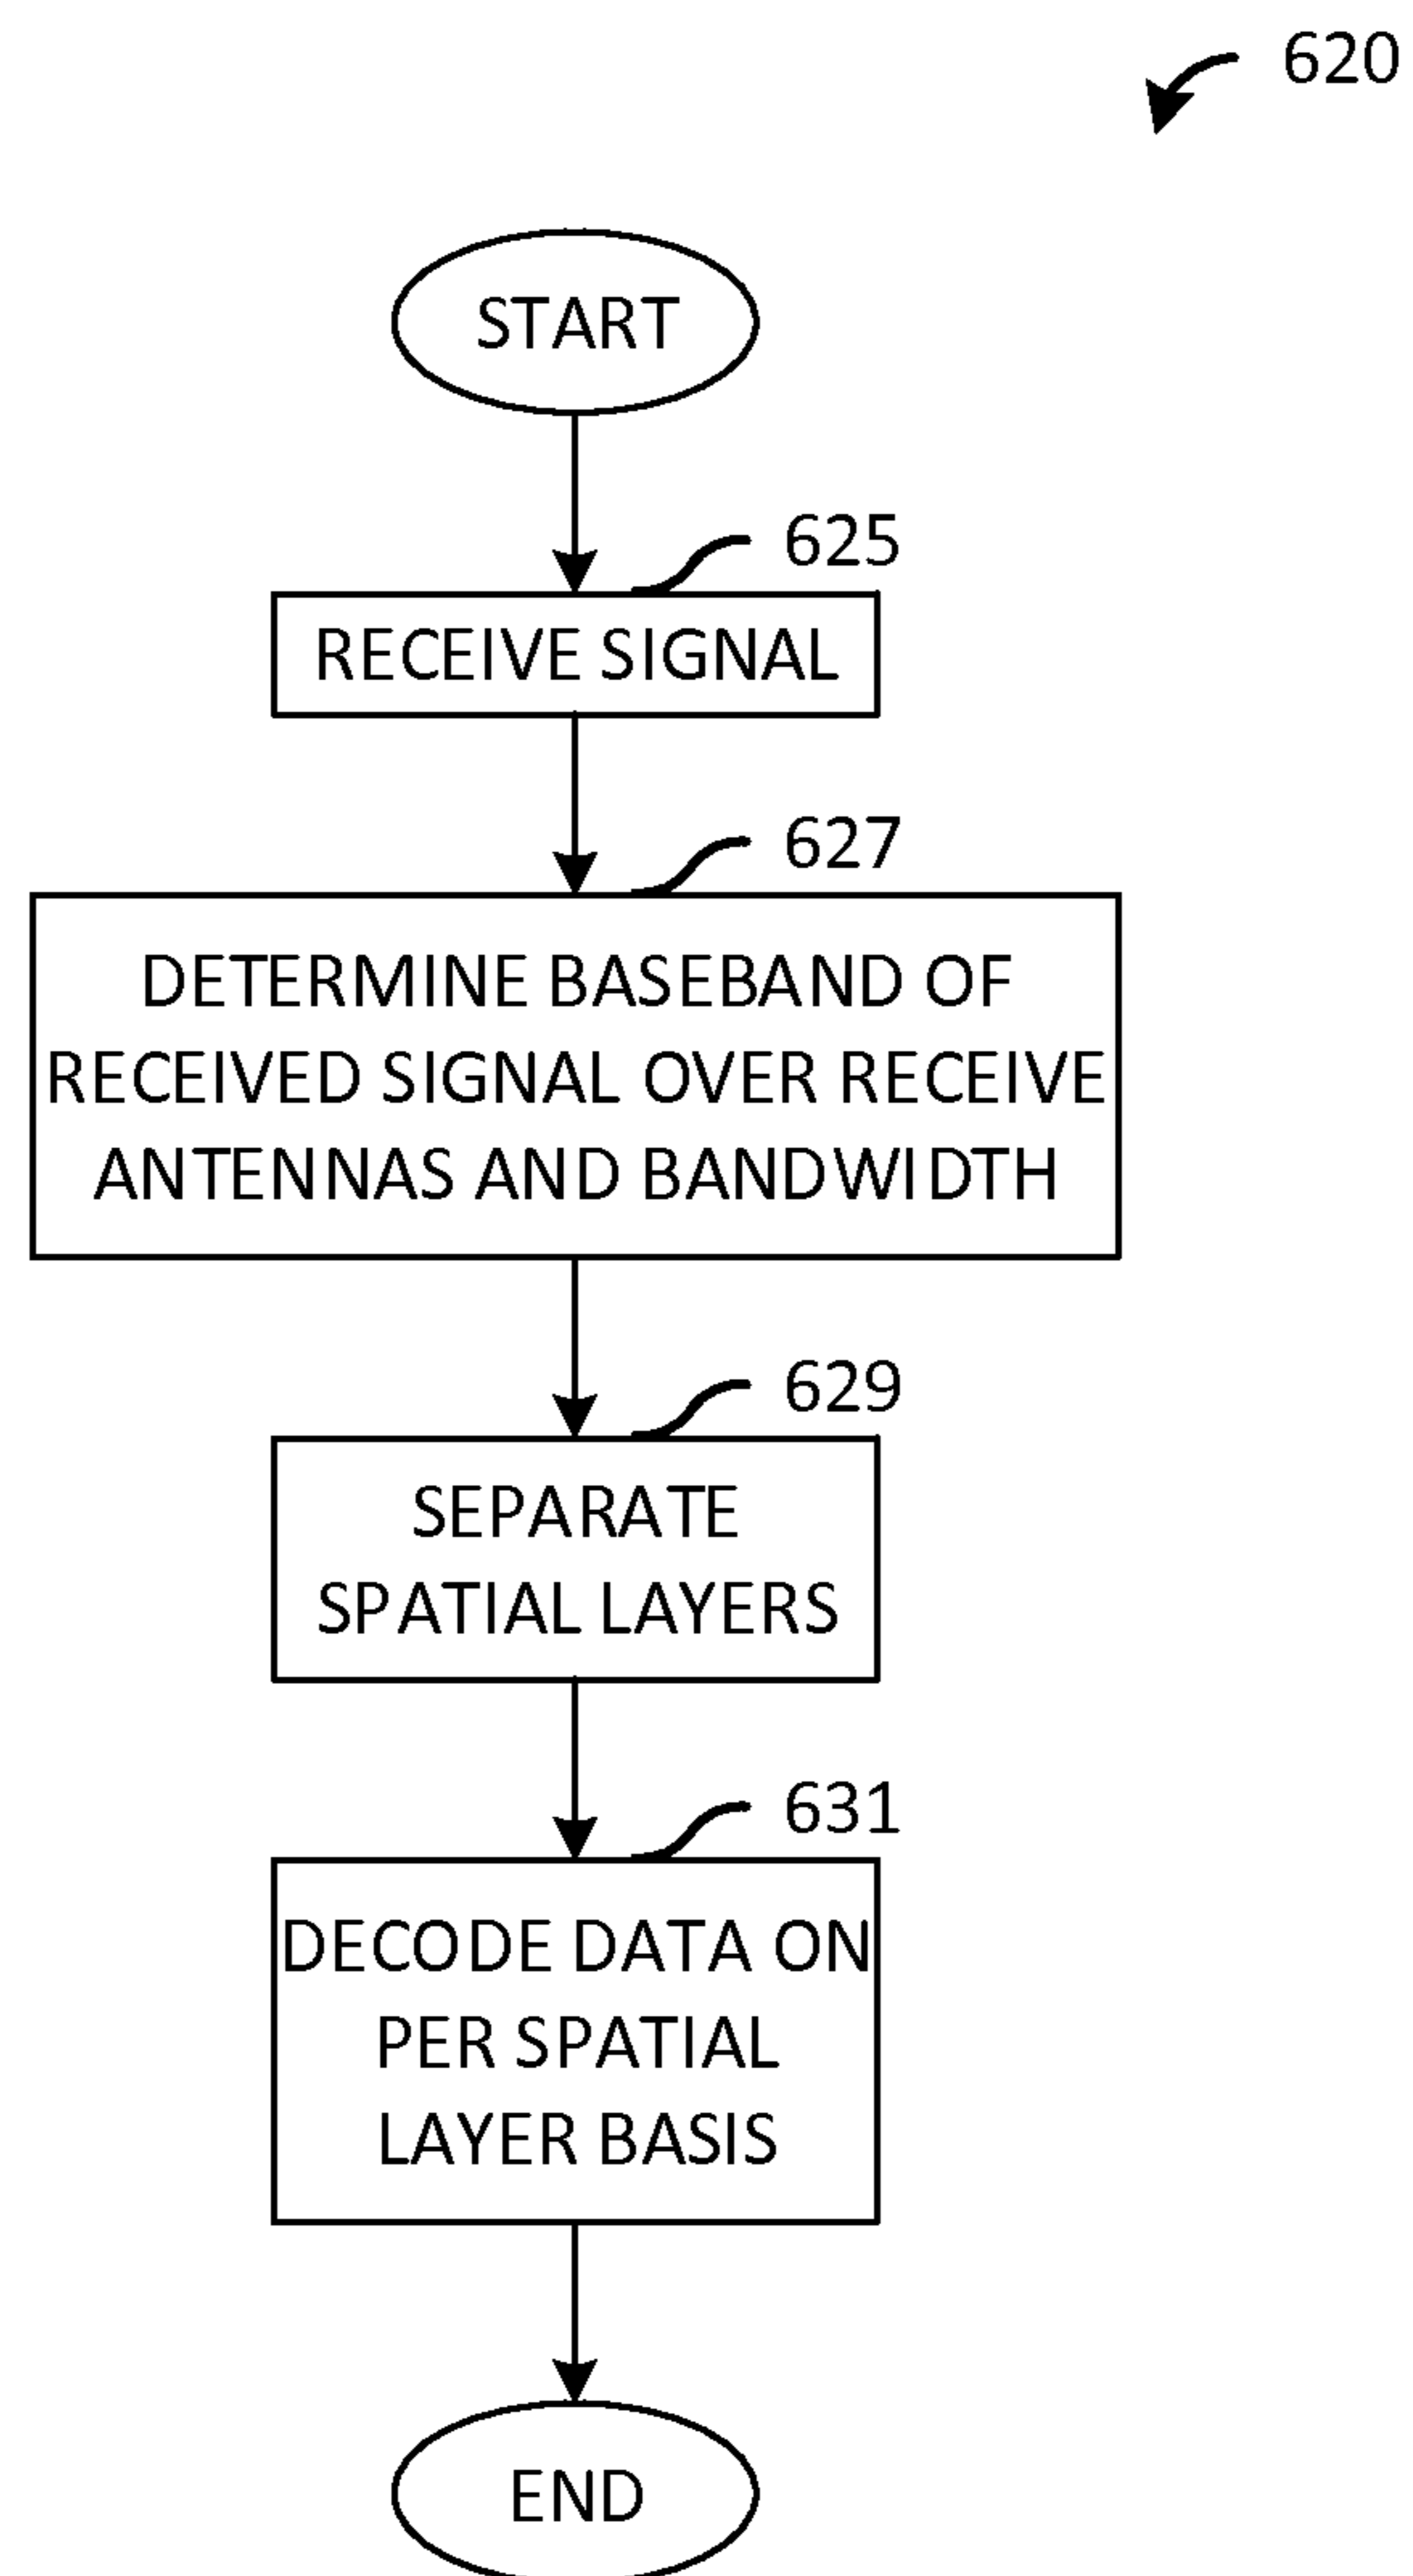 620
START
625
RECEIVE SIGNAL
627
DETERMINE BASEBAND OF
RECEIVED SIGNAL OVER RECEIVE
ANTENNAS AND BANDWIDTH
629
SEPARATE
SPATIAL LAYERS
631
DECODE DATA ON
PER SPATIAL
LAYER BASIS
END